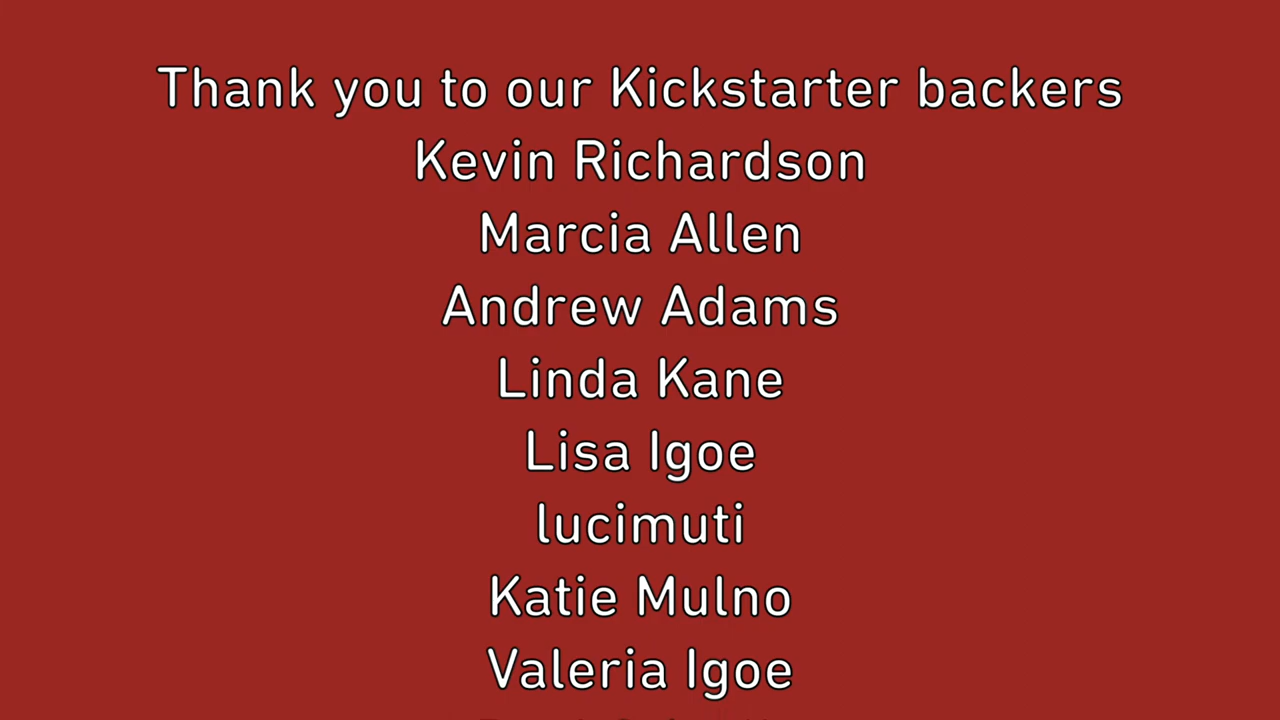 Thank you to our Kickstarter backers
Kevin Richardson
Marcia Allen
Andrew Adams
Linda Kane
Lisa Igoe
lucimuti
Katie Mulno
Valeria Igoe